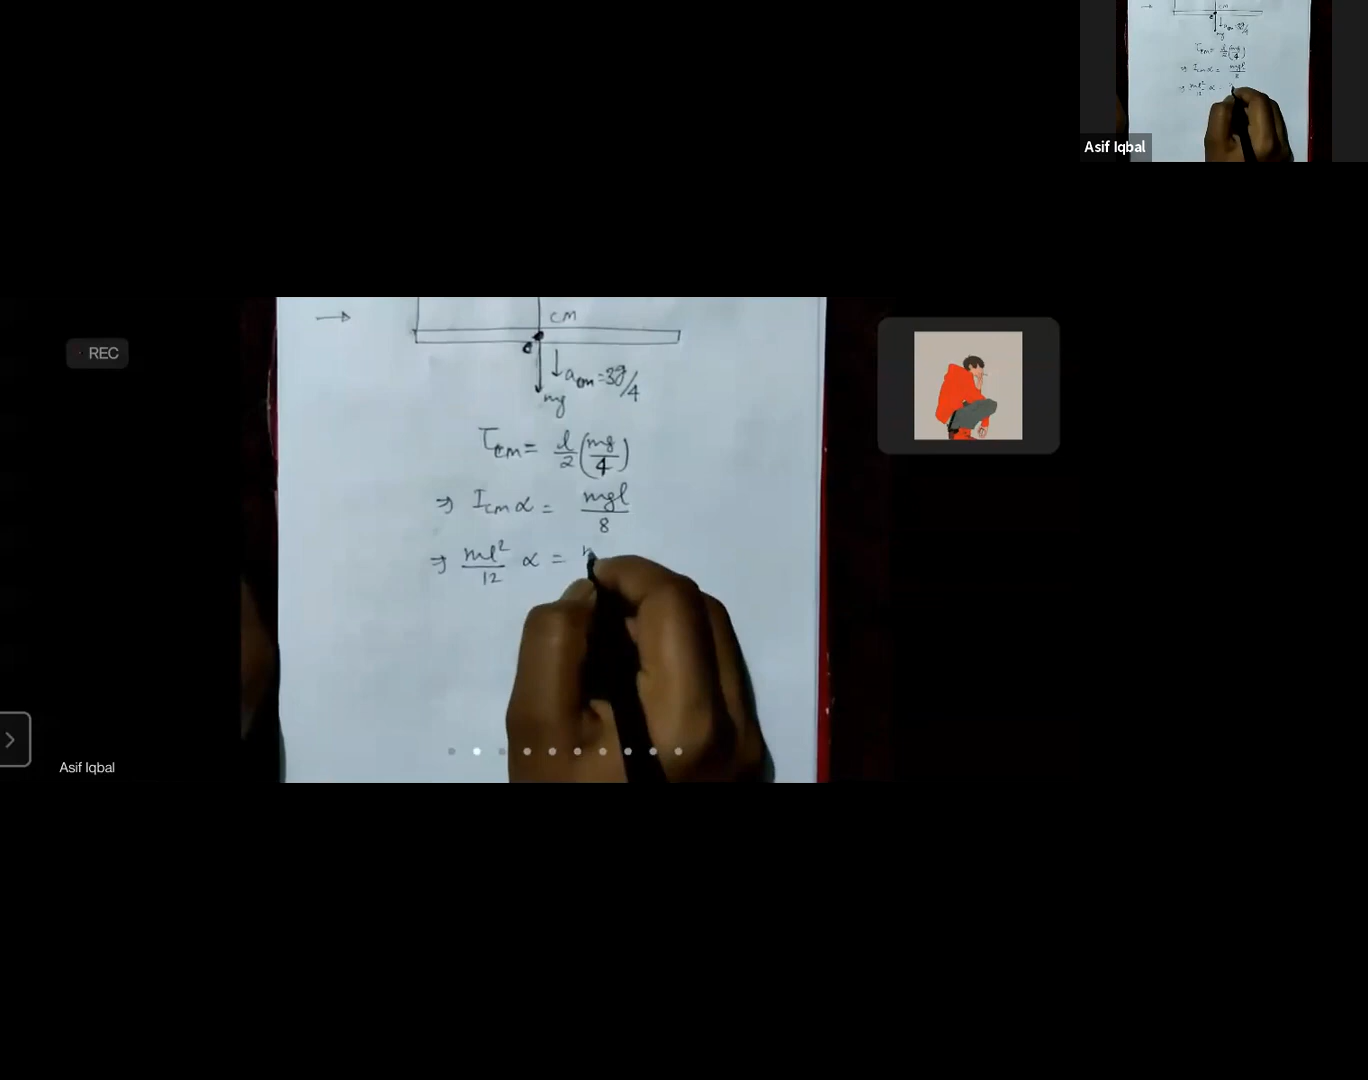 Asif Iqbal
cm
REC
c
a_cm = 3g/4
mg
τ_cm = l/2 (mg/4)
⇒ I_cm α = mgl/8
⇒ ml²/12 α =
Asif Iqbal